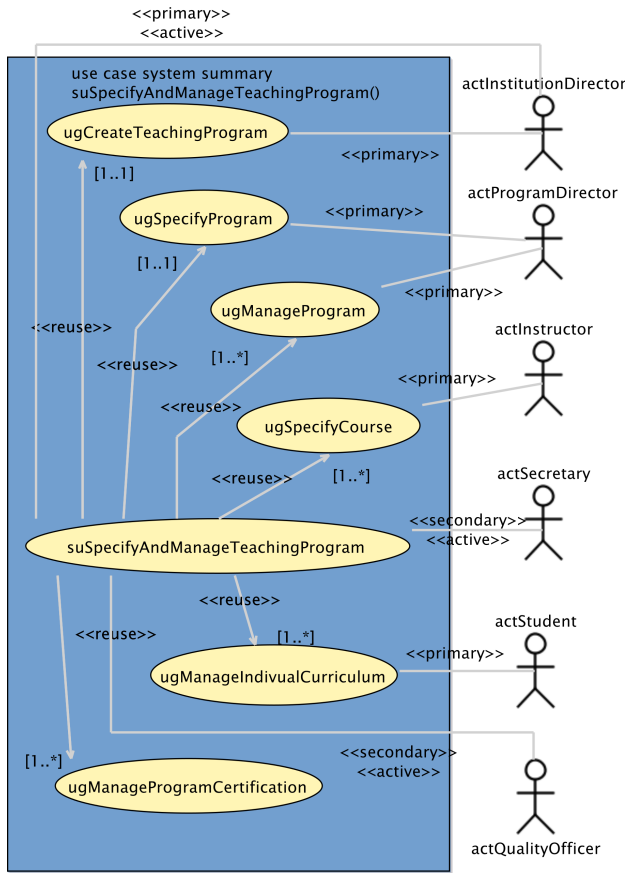 <<primary>>
<<active>>
use case system summary
suSpecifyAndManageTeachingProgram()
actInstitutionDirector
ugCreateTeachingProgram
<<primary>>
[1..1]
actProgramDirector
ugSpecifyProgram
<<primary>>
[1..1]
<<primary>>
ugManageProgram
<<reuse>>
actInstructor
[1..*]
<<reuse>>
<<primary>>
<<reuse>>
ugSpecifyCourse
<<reuse>>
[1..*]
actSecretary
<<secondary>>
<<active>>
suSpecifyAndManageTeachingProgram
<<reuse>>
actStudent
<<reuse>>
[1..*]
<<primary>>
ugManageIndivualCurriculum
<<secondary>>
[1..*]
<<active>>
ugManageProgramCertification
actQualityOfficer